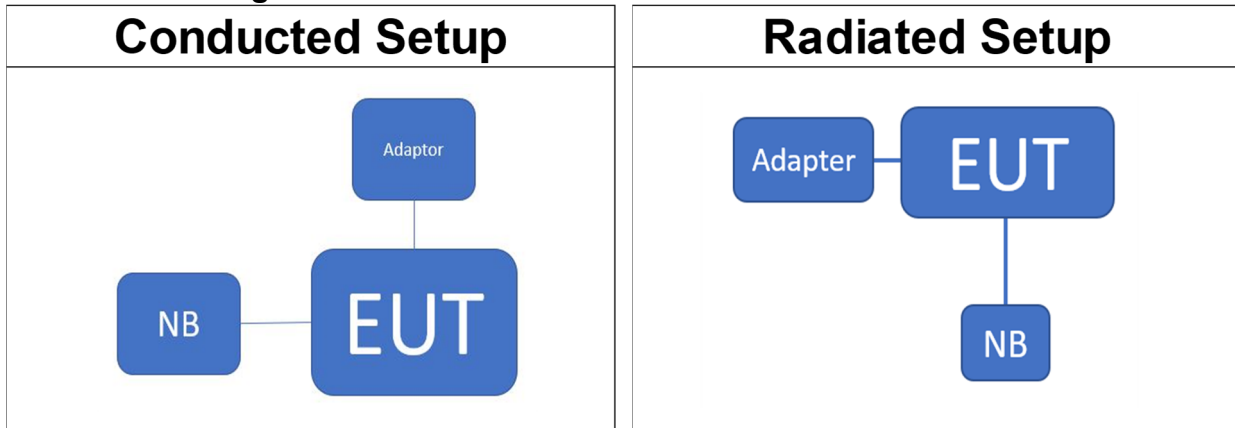 Conducted Setup
Adaptor
NB
EUT
Radiated Setup
Adapter
EUT
NB